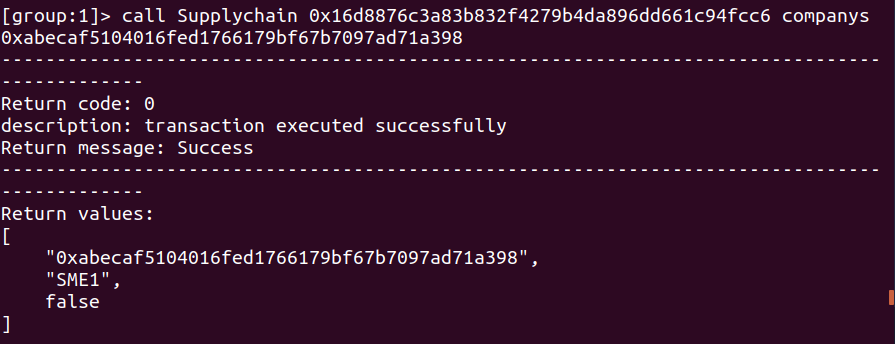 [group:1]> call Supplychain 0x16d8876c3a83b832f4279b4da896dd661c94fcc6 companys
0xabecaf5104016fed1766179bf67b7097ad71a398
--------------------------------------------------------------------------------
-------------
Return code: 0
description: transaction executed successfully
Return message: Success
--------------------------------------------------------------------------------
-------------
Return values:
[
    "0xabecaf5104016fed1766179bf67b7097ad71a398",
    "SME1",
    false
]